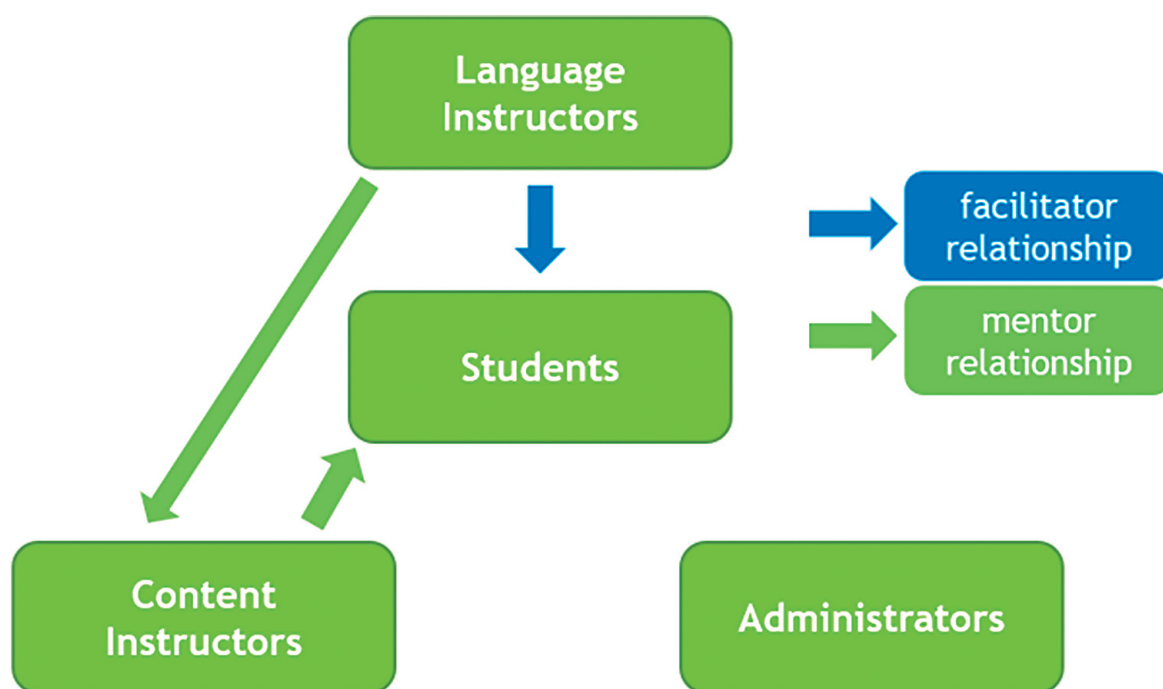 Language
Instructors
facilitator
relationship
mentor
relationship
Students
Content
Instructors
Administrators